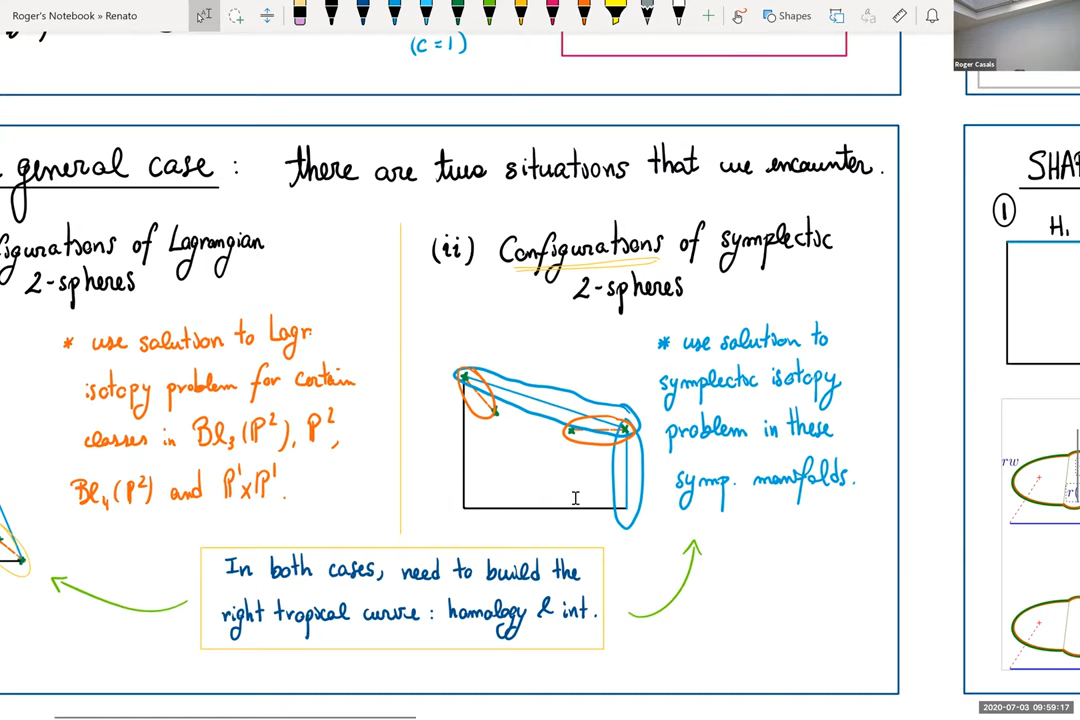 Roger's Notebook » Renato
Shapes
Roger Casals
(c = 1)
general case : there are two situations that we encounter.
figurations of Lagrangian
2-spheres
* use solution to Lagr.
isotopy problem for certain
classes in Bl₃(P²), P²,
Bl₄(P²) and P¹×P¹.
(ii) Configurations of symplectic
2-spheres
* use solution to
symplectic isotopy
problem in these
symp. manifolds.
In both cases, need to build the
right tropical curve : homology & int.
SHA
①
H.
rw
2020-07-03 09:59:17